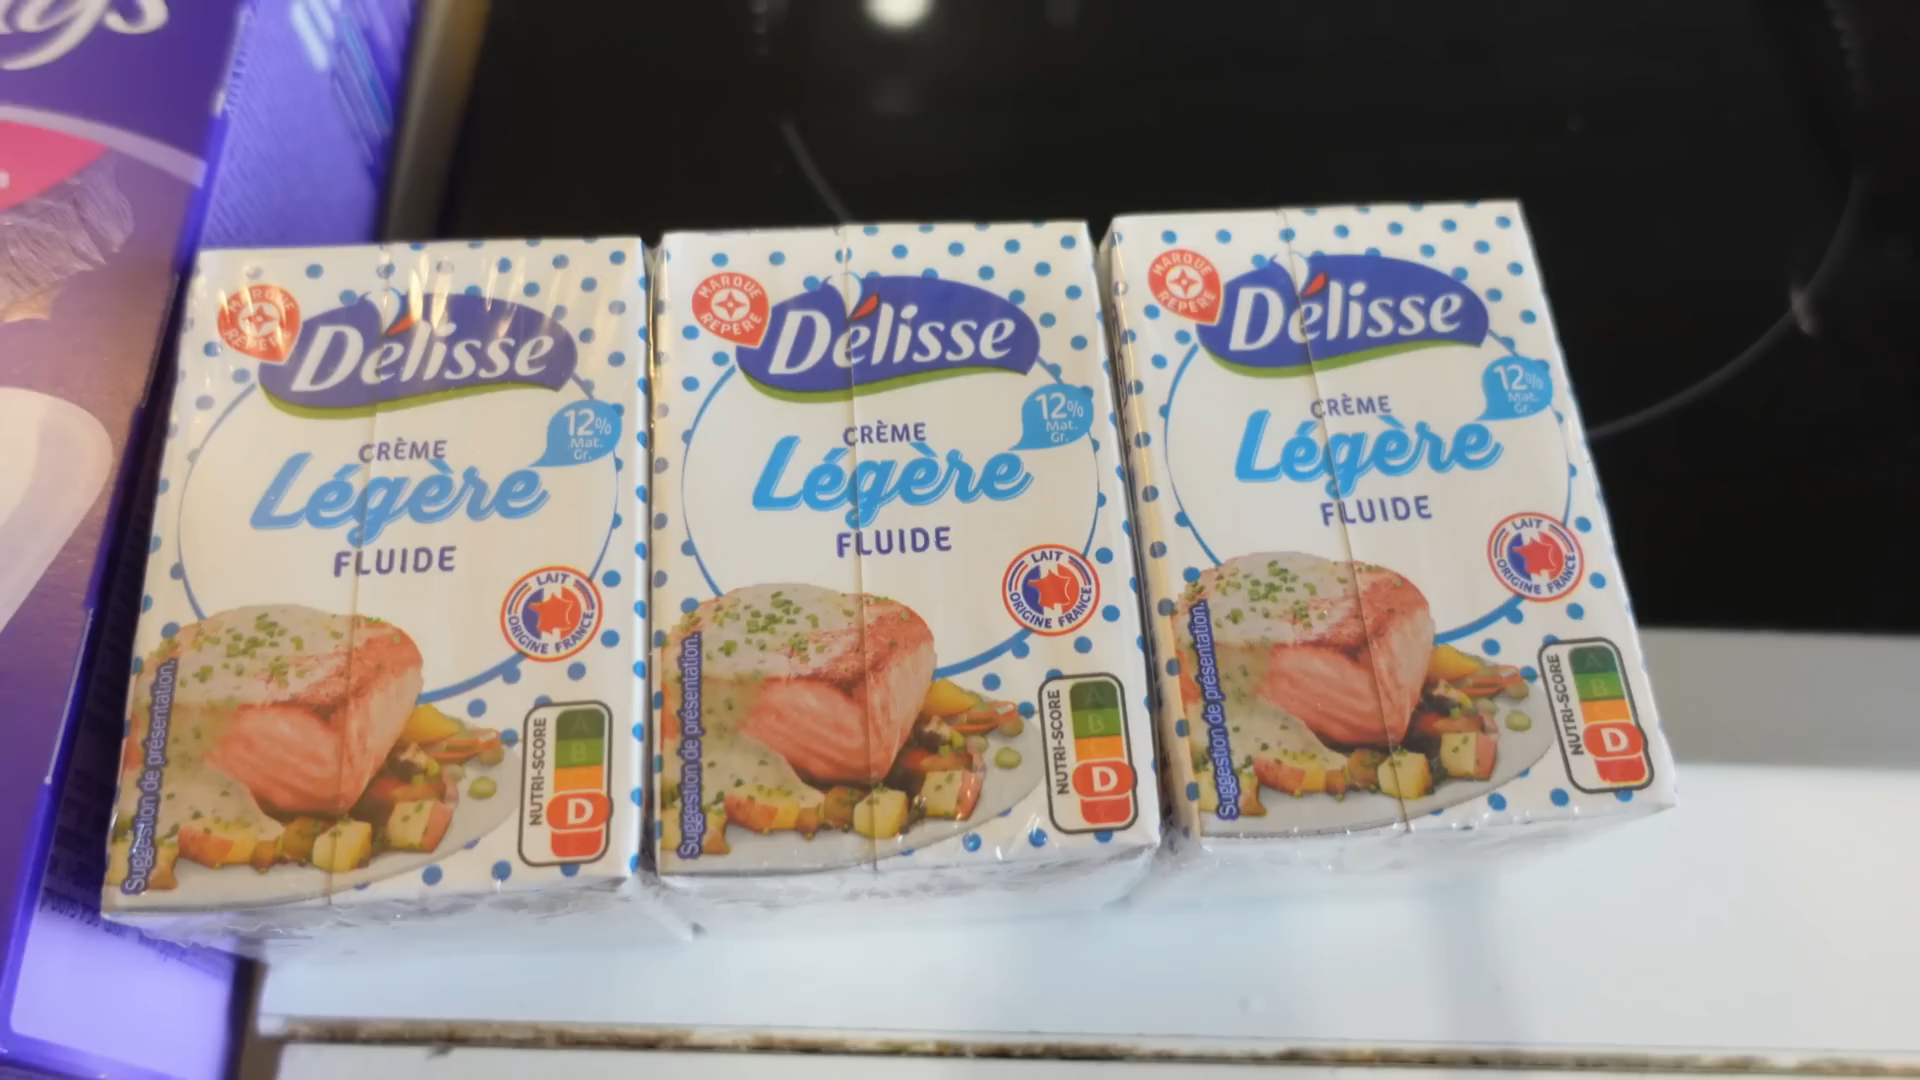 MARQUE REPÈRE
Délisse
12%
Mat.
Gr.
CRÈME
Légère
FLUIDE
LAIT
ORIGINE FRANCE
Suggestion de présentation.
NUTRI-SCORE
A
B
D
MARQUE REPÈRE
Délisse
12%
Mat.
Gr.
CRÈME
Légère
FLUIDE
LAIT
ORIGINE FRANCE
Suggestion de présentation.
NUTRI-SCORE
A
B
D
MARQUE REPÈRE
Délisse
12%
Mat.
Gr.
CRÈME
Légère
FLUIDE
LAIT
ORIGINE FRANCE
Suggestion de présentation.
NUTRI-SCORE
A
B
D